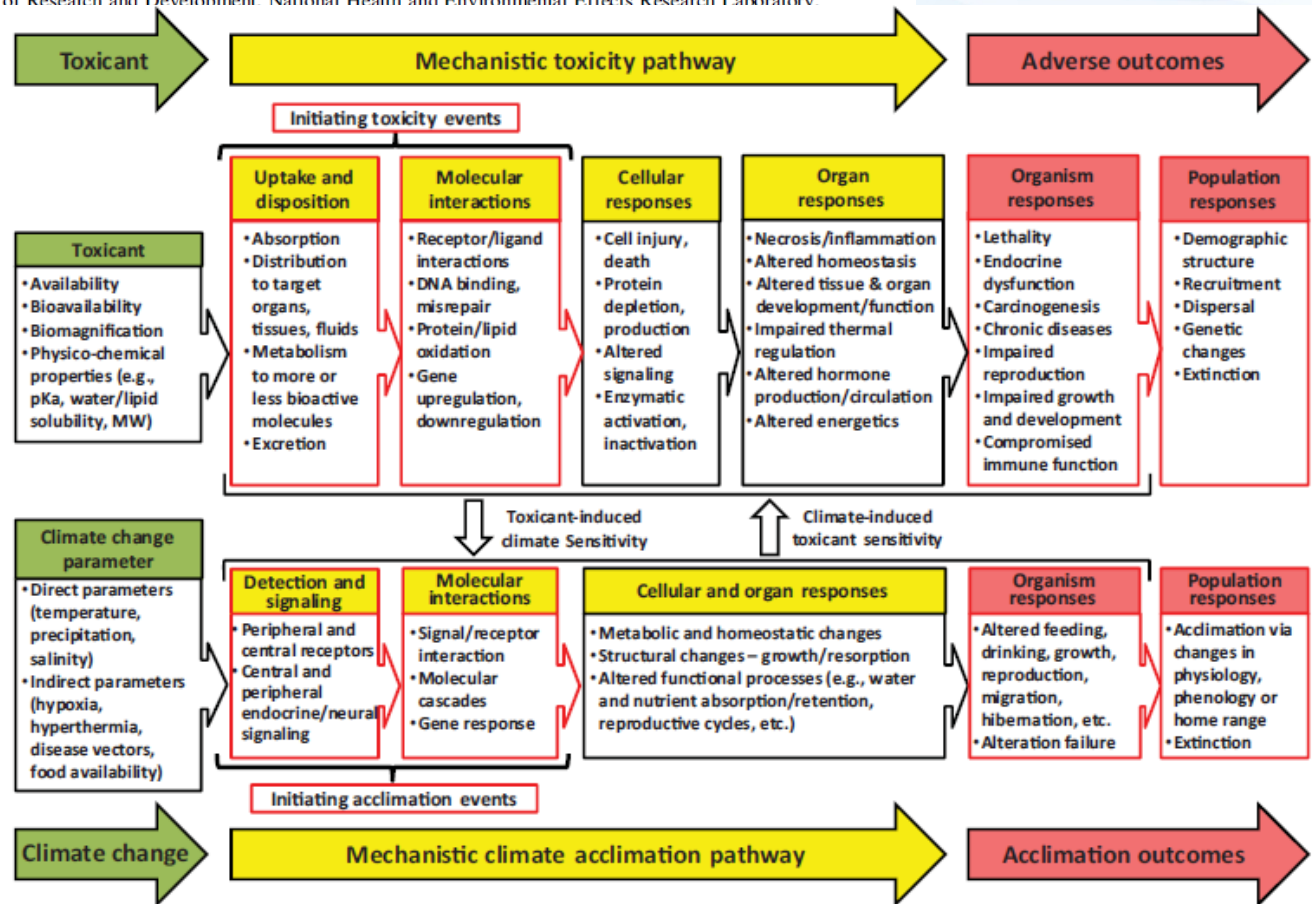 of Research and Development, National Health and Environmental Effects Research Laboratory,
Toxicant
Mechanistic toxicity pathway
Adverse outcomes
Initiating toxicity events
Toxicant
•Availability
•Bioavailability
•Biomagnification
•Physico-chemical
properties (e.g.,
pKa, water/lipid
solubility, MW)
Uptake and
disposition
•Absorption
•Distribution
to target
organs,
tissues, fluids
•Metabolism
to more or
less bioactive
molecules
•Excretion
Molecular
interactions
•Receptor/ligand
interactions
•DNA binding,
misrepair
•Protein/lipid
oxidation
•Gene
upregulation,
downregulation
Cellular
responses
•Cell injury,
death
•Protein
depletion,
production
•Altered
signaling
•Enzymatic
activation,
inactivation
Organ
responses
•Necrosis/inflammation
•Altered homeostasis
•Altered tissue & organ
development/function
•Impaired thermal
regulation
•Altered hormone
production/circulation
•Altered energetics
Organism
responses
•Lethality
•Endocrine
dysfunction
•Carcinogenesis
•Chronic diseases
•Impaired
reproduction
•Impaired growth
and development
•Compromised
immune function
Population
responses
•Demographic
structure
•Recruitment
•Dispersal
•Genetic
changes
•Extinction
Toxicant-induced
climate Sensitivity
Climate-induced
toxicant sensitivity
Climate change
parameter
•Direct parameters
(temperature,
precipitation,
salinity)
•Indirect parameters
(hypoxia,
hyperthermia,
disease vectors,
food availability)
Detection and
signaling
•Peripheral and
central receptors
•Central and
peripheral
endocrine/neural
signaling
Molecular
interactions
•Signal/receptor
interaction
•Molecular
cascades
•Gene response
Cellular and organ responses
•Metabolic and homeostatic changes
•Structural changes – growth/resorption
•Altered functional processes (e.g., water
and nutrient absorption/retention,
reproductive cycles, etc.)
Organism
responses
•Altered feeding,
drinking, growth,
reproduction,
migration,
hibernation, etc.
•Alteration failure
Population
responses
•Acclimation via
changes in
physiology,
phenology or
home range
•Extinction
Initiating acclimation events
Climate change
Mechanistic climate acclimation pathway
Acclimation outcomes